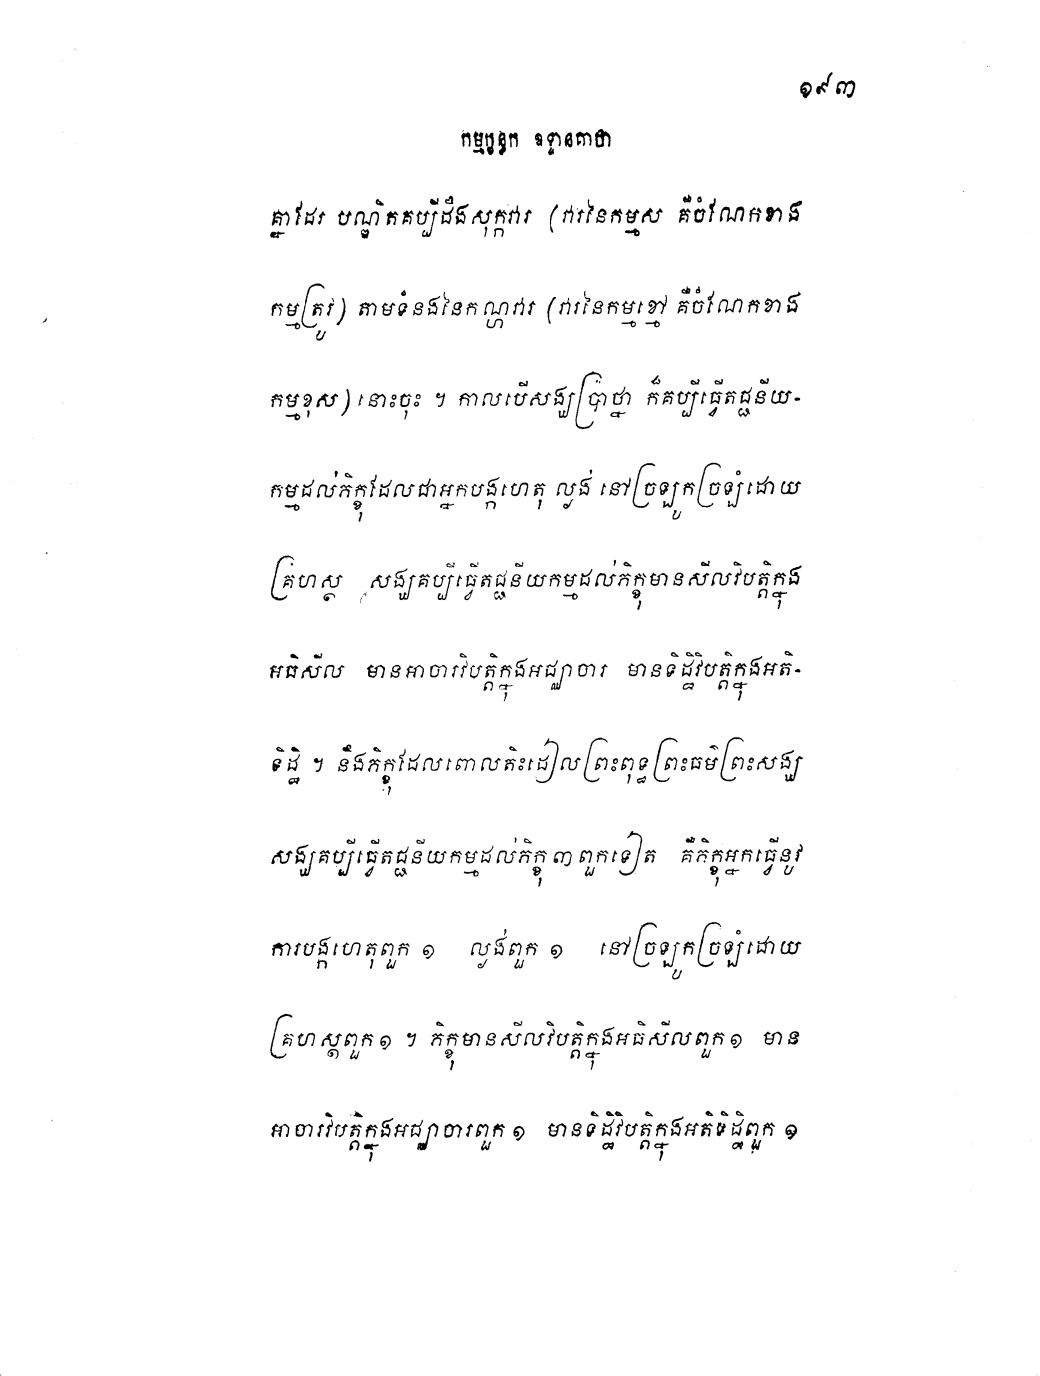 ១៩៣
កម្មក្ខន្ធក ឧទ្ទានគាថា
គ្នាដែរ បណ្ឌិតគប្បីដឹងសុក្កវារ (វារនៃកម្មស គឺចំណែកខាង
កម្មត្រូវ) តាមទំនងនៃកណ្ហវារ (វារនៃកម្មខ្មៅ គឺចំណែកខាង
កម្មខុស) នោះចុះ ។ កាលបើសង្ឃប្រាថ្នា ក៏គប្បីធ្វើតជ្ជនីយ-
កម្មដល់ភិក្ខុដែលជាអ្នកបង្កហេតុ ល្ងង់ នៅច្រឡូកច្រឡំដោយ
គ្រហស្ថ សង្ឃគប្បីធ្វើតជ្ជនីយកម្មដល់ភិក្ខុមានសីលវិបត្តិក្នុង
អធិសីល មានអាចារវិបត្តិក្នុងអជ្ឈាចារ មានទិដ្ឋិវិបត្តិក្នុងអតិ-
ទិដ្ឋិ ។ នឹងភិក្ខុដែលពោលតិះដៀលព្រះពុទ្ធព្រះធម៌ព្រះសង្ឃ
សង្ឃគប្បីធ្វើតជ្ជនីយកម្មដល់ភិក្ខុ ៣ ពួកទៀត គឺភិក្ខុអ្នកធ្វើនូវ
ការបង្កហេតុពួក ១ ល្ងង់ពួក ១ នៅច្រឡូកច្រឡំដោយ
គ្រហស្ថពួក ១ ។ ភិក្ខុមានសីលវិបត្តិក្នុងអធិសីលពួក ១ មាន
អាចារវិបត្តិក្នុងអជ្ឈាចារពួក ១ មានទិដ្ឋិវិបត្តិក្នុងអតិទិដ្ឋិពួក ១